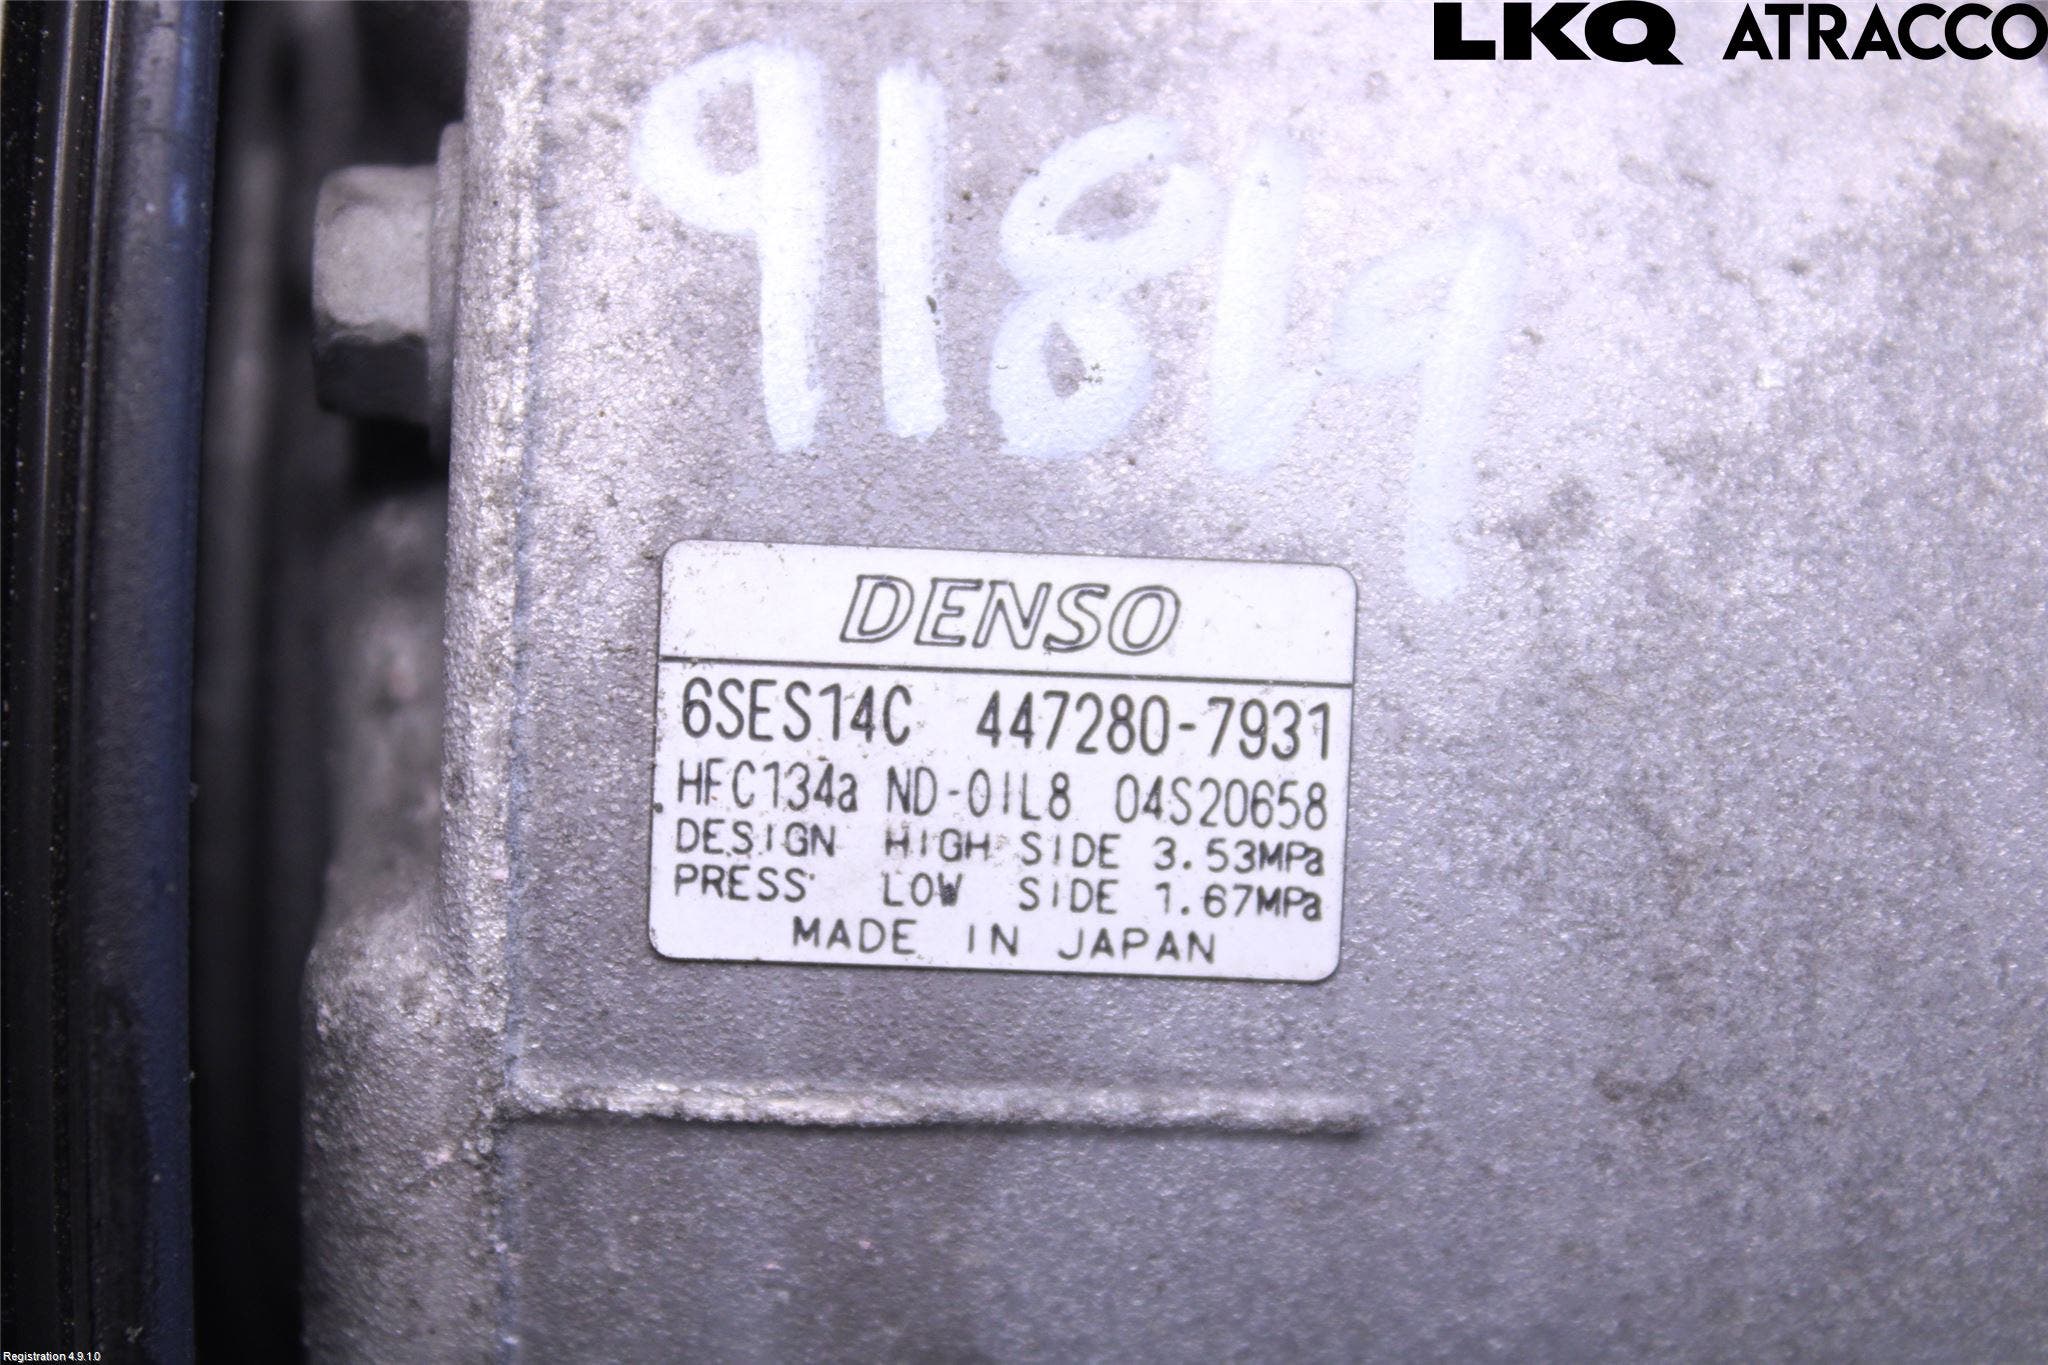 LKQ ATRACCO
91819
DENSO
6SES14C 447280-7931
HFC134a ND-OIL8 04S20658
DESIGN HIGH SIDE 3.53MPa
PRESS LOW SIDE 1.67MPa
MADE IN JAPAN
Registration 4.9.1.0